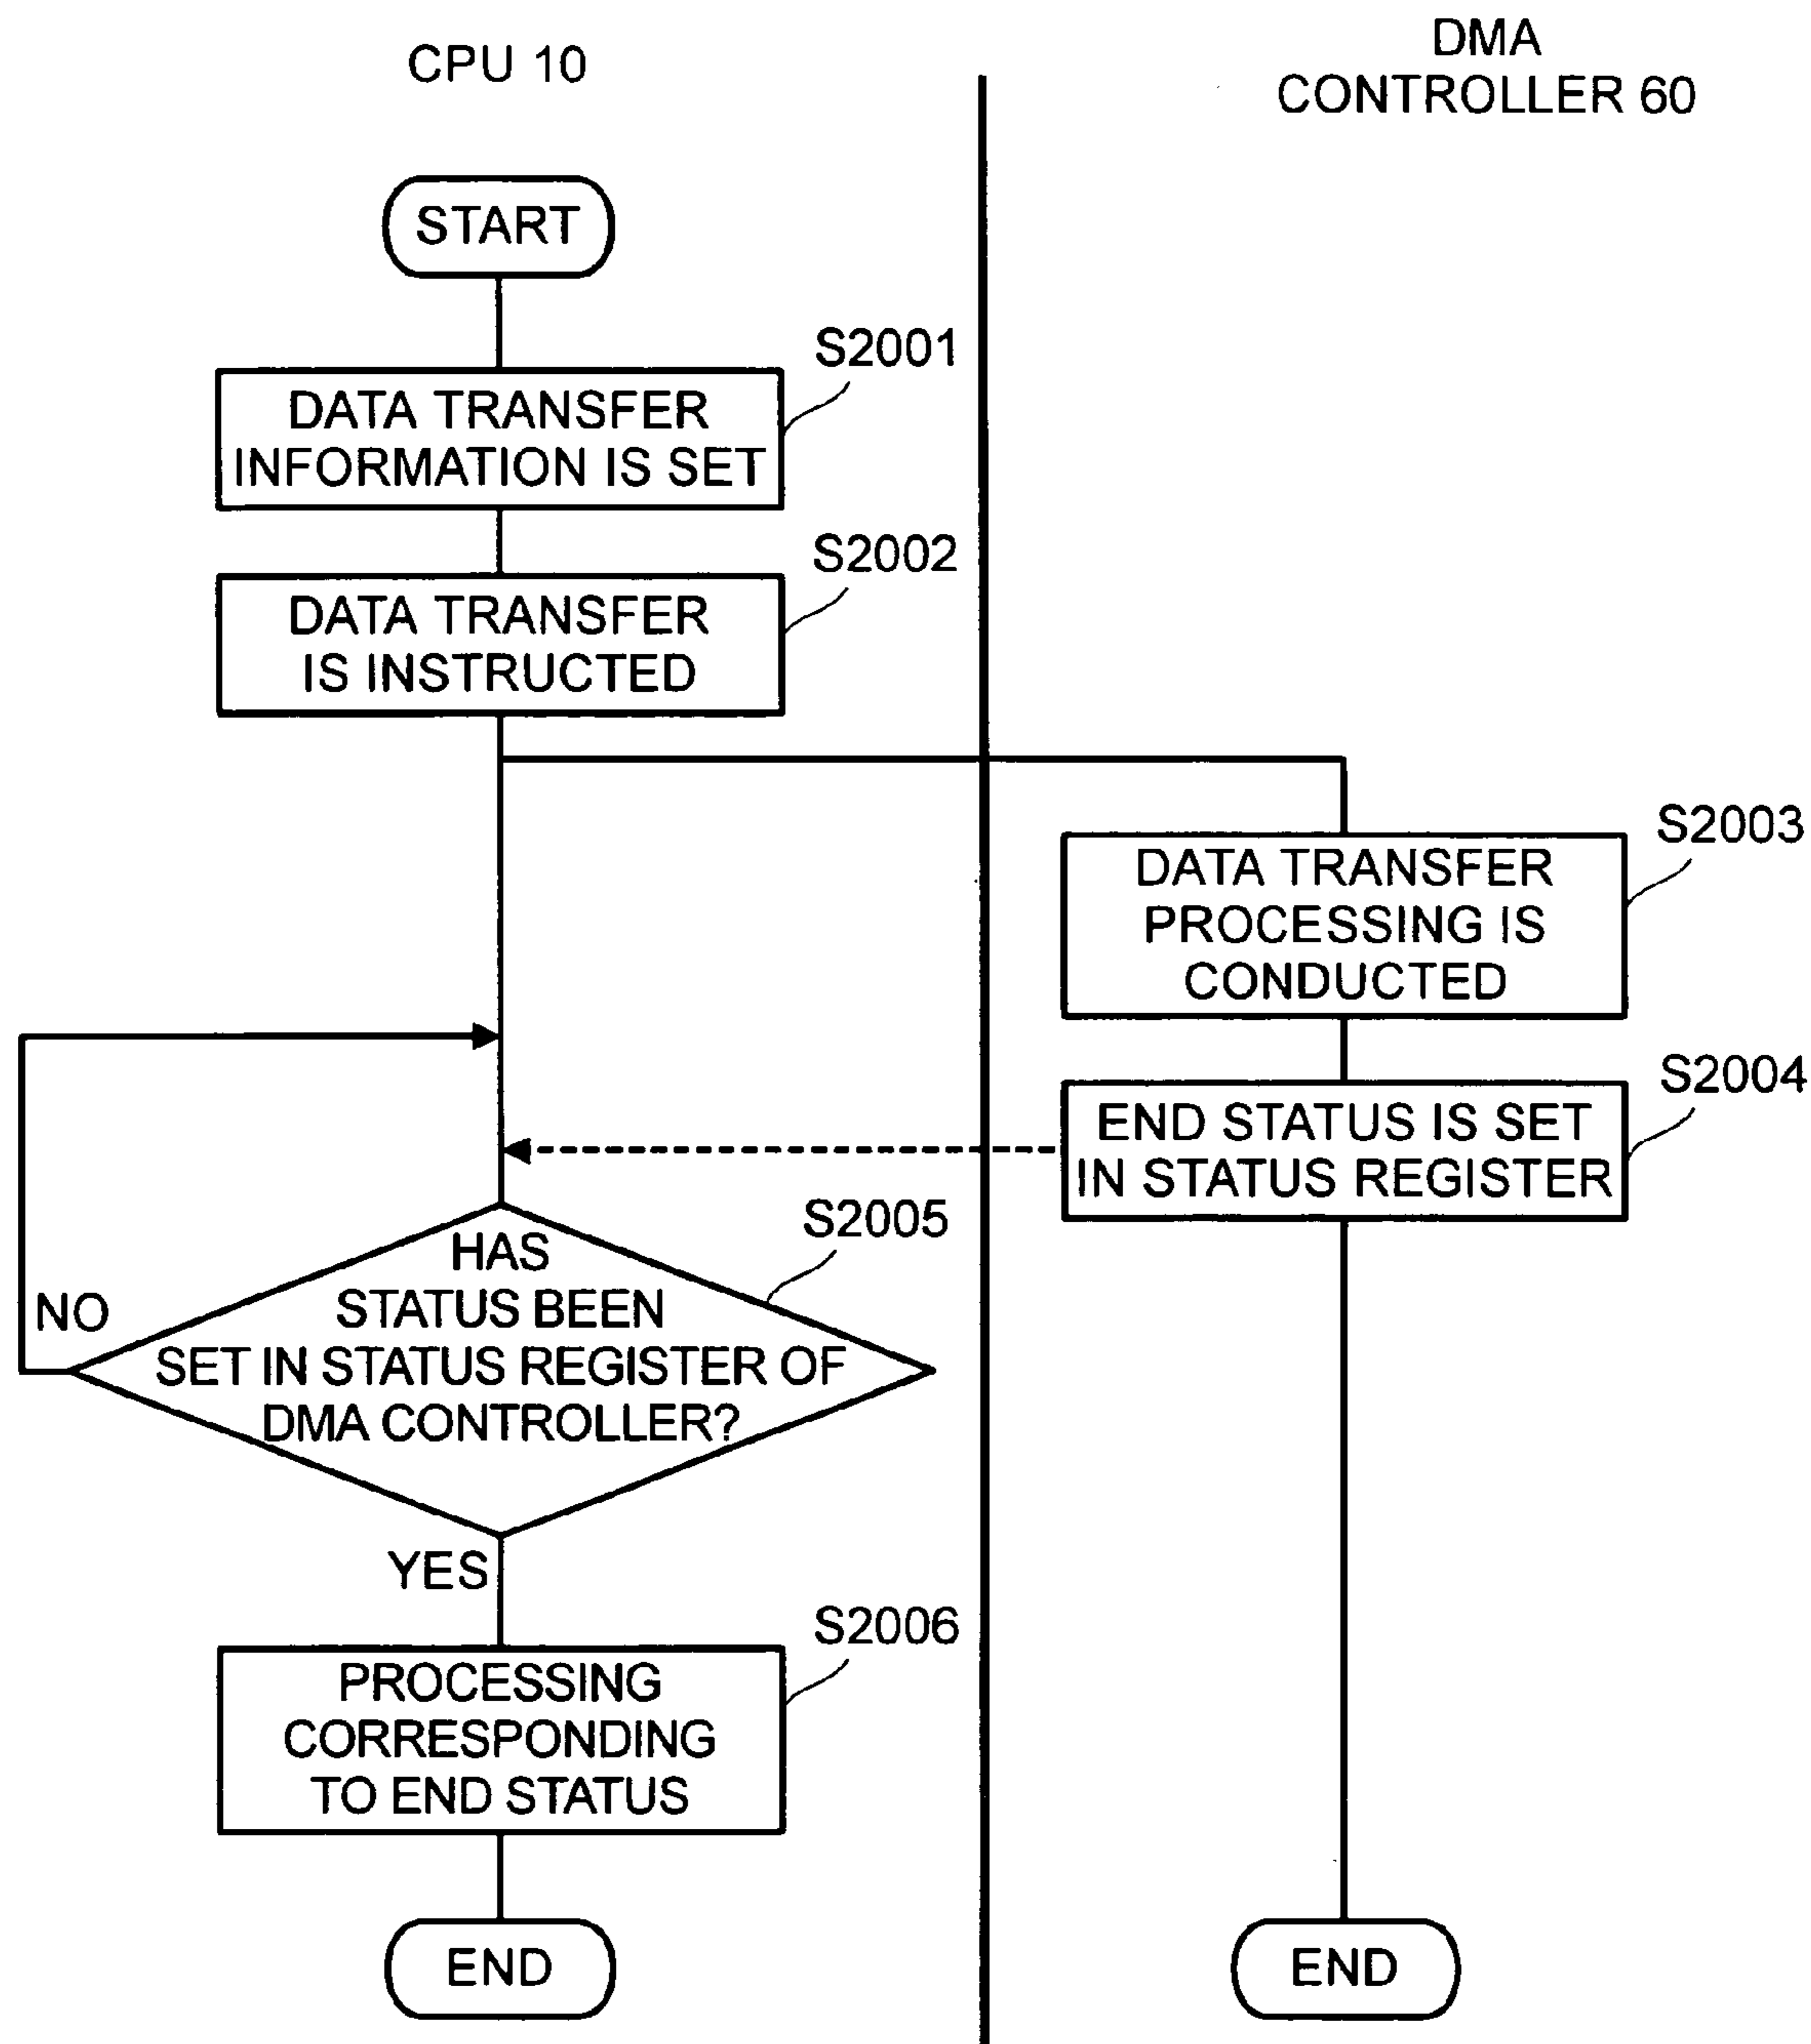 CPU 10
DMA
CONTROLLER 60
START
S2001
DATA TRANSFER
INFORMATION IS SET
S2002
DATA TRANSFER
IS INSTRUCTED
S2003
DATA TRANSFER
PROCESSING IS
CONDUCTED
S2004
END STATUS IS SET
IN STATUS REGISTER
S2005
HAS
STATUS BEEN
SET IN STATUS REGISTER OF
DMA CONTROLLER?
NO
YES
S2006
PROCESSING
CORRESPONDING
TO END STATUS
END
END